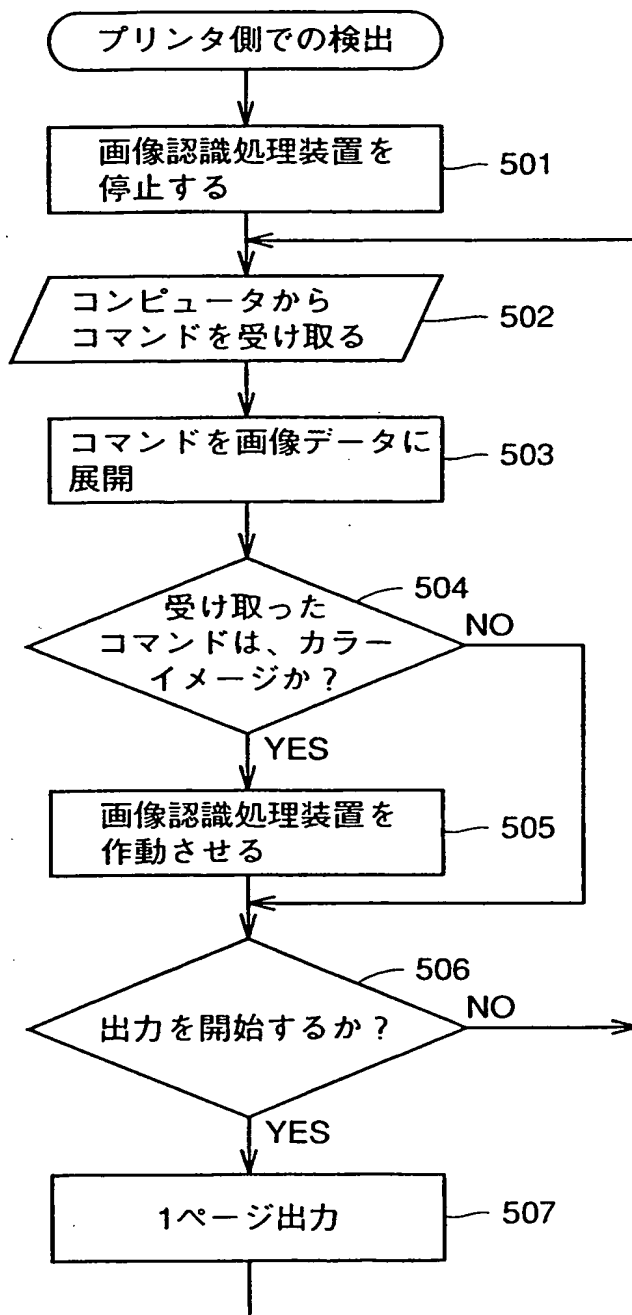 プリンタ側での検出
画像認識処理装置を
停止する
501
コンピュータから
コマンドを受け取る
502
コマンドを画像データに
展開
503
504
受け取った
コマンドは、カラー
イメージか？
NO
YES
画像認識処理装置を
作動させる
505
506
出力を開始するか？
NO
YES
1ページ出力
507